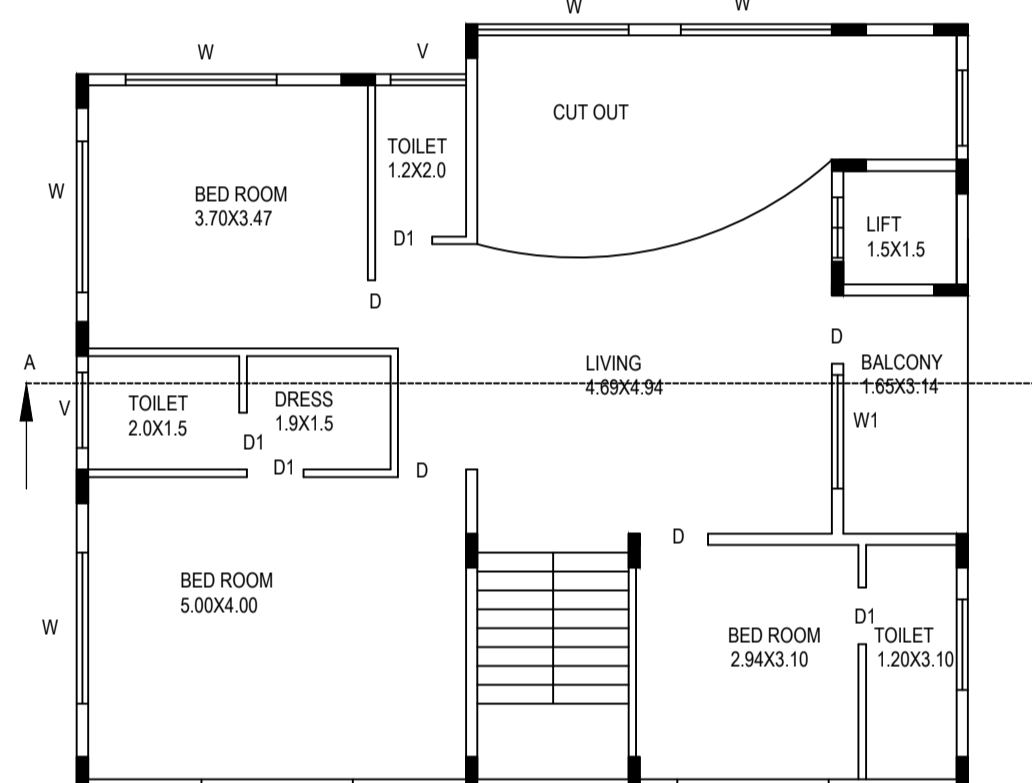 W
W
W
V
CUT OUT
TOILET
1.2X2.0
W
BED ROOM
3.70X3.47
LIFT
1.5X1.5
D1
D
D
A
LIVING
4.69X4.94
BALCONY
1.65X3.14
V
TOILET
2.0X1.5
DRESS
1.9X1.5
W1
D1
D1
D
D
BED ROOM
5.00X4.00
W
D1
BED ROOM
2.94X3.10
TOILET
1.20X3.10